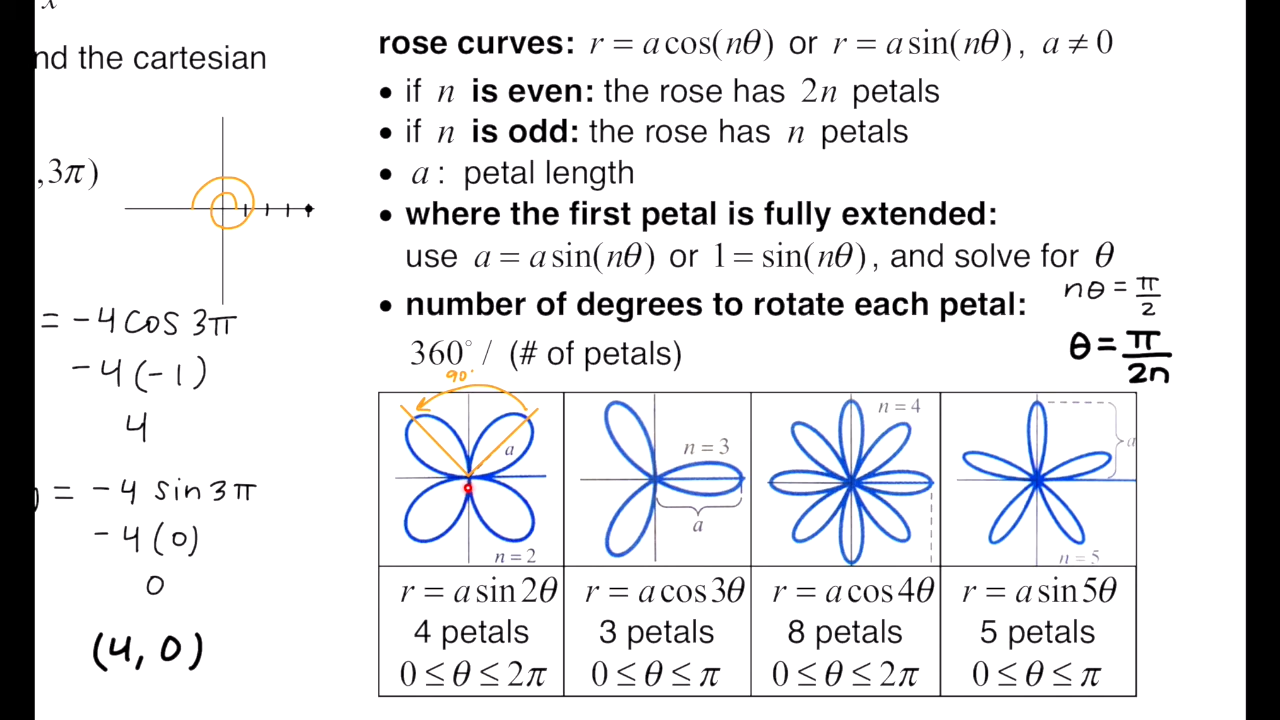 x
nd the cartesian
,3π)
= -4 cos 3π
-4(-1)
4
= -4 sin 3π
-4(0)
0
(4, 0)
rose curves: r = a cos(nθ) or r = a sin(nθ), a ≠ 0
• if n is even: the rose has 2n petals
• if n is odd: the rose has n petals
• a: petal length
• where the first petal is fully extended:
use a = a sin(nθ) or 1 = sin(nθ), and solve for θ
nθ = π/2
θ = π/2n
• number of degrees to rotate each petal:
360° / (# of petals)
90°
a
n = 2
n = 3
a
n = 4
a
n = 5
r = a sin 2θ
4 petals
0 ≤ θ ≤ 2π
r = a cos 3θ
3 petals
0 ≤ θ ≤ π
r = a cos 4θ
8 petals
0 ≤ θ ≤ 2π
r = a sin 5θ
5 petals
0 ≤ θ ≤ π